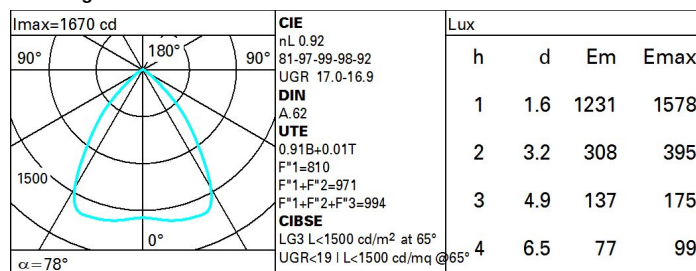 Imax=1670 cd
90°
180°
90°
1500
0°
α=78°
CIE
nL 0.92
81-97-99-98-92
UGR 17.0-16.9
DIN
A.62
UTE
0.91B+0.01T
F"1=810
F"1+F"2=971
F"1+F"2+F"3=994
CIBSE
LG3 L<1500 cd/m² at 65°
UGR<19 | L<1500 cd/mq @65°
Lux
h d Em Emax
1 1.6 1231 1578
2 3.2 308 395
3 4.9 137 175
4 6.5 77 99